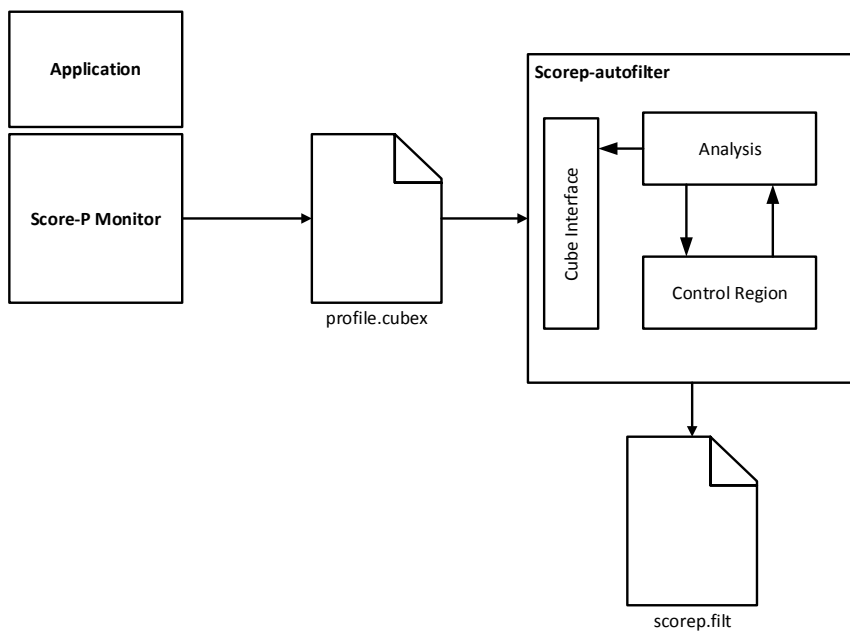 Application
Score-P Monitor
profile.cubex
Scorep-autofilter
Cube Interface
Analysis
Control Region
scorep.filt